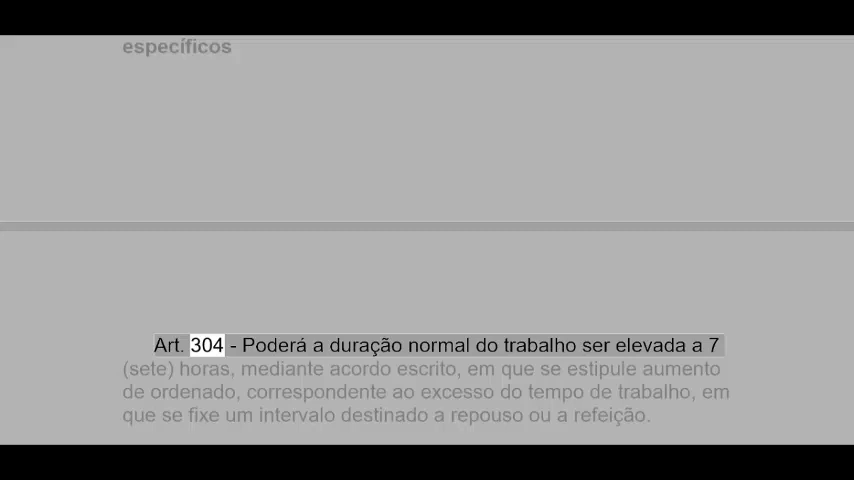 específicos
Art. 304 - Poderá a duração normal do trabalho ser elevada a 7
(sete) horas, mediante acordo escrito, em que se estipule aumento
de ordenado, correspondente ao excesso do tempo de trabalho, em
que se fixe um intervalo destinado a repouso ou a refeição.